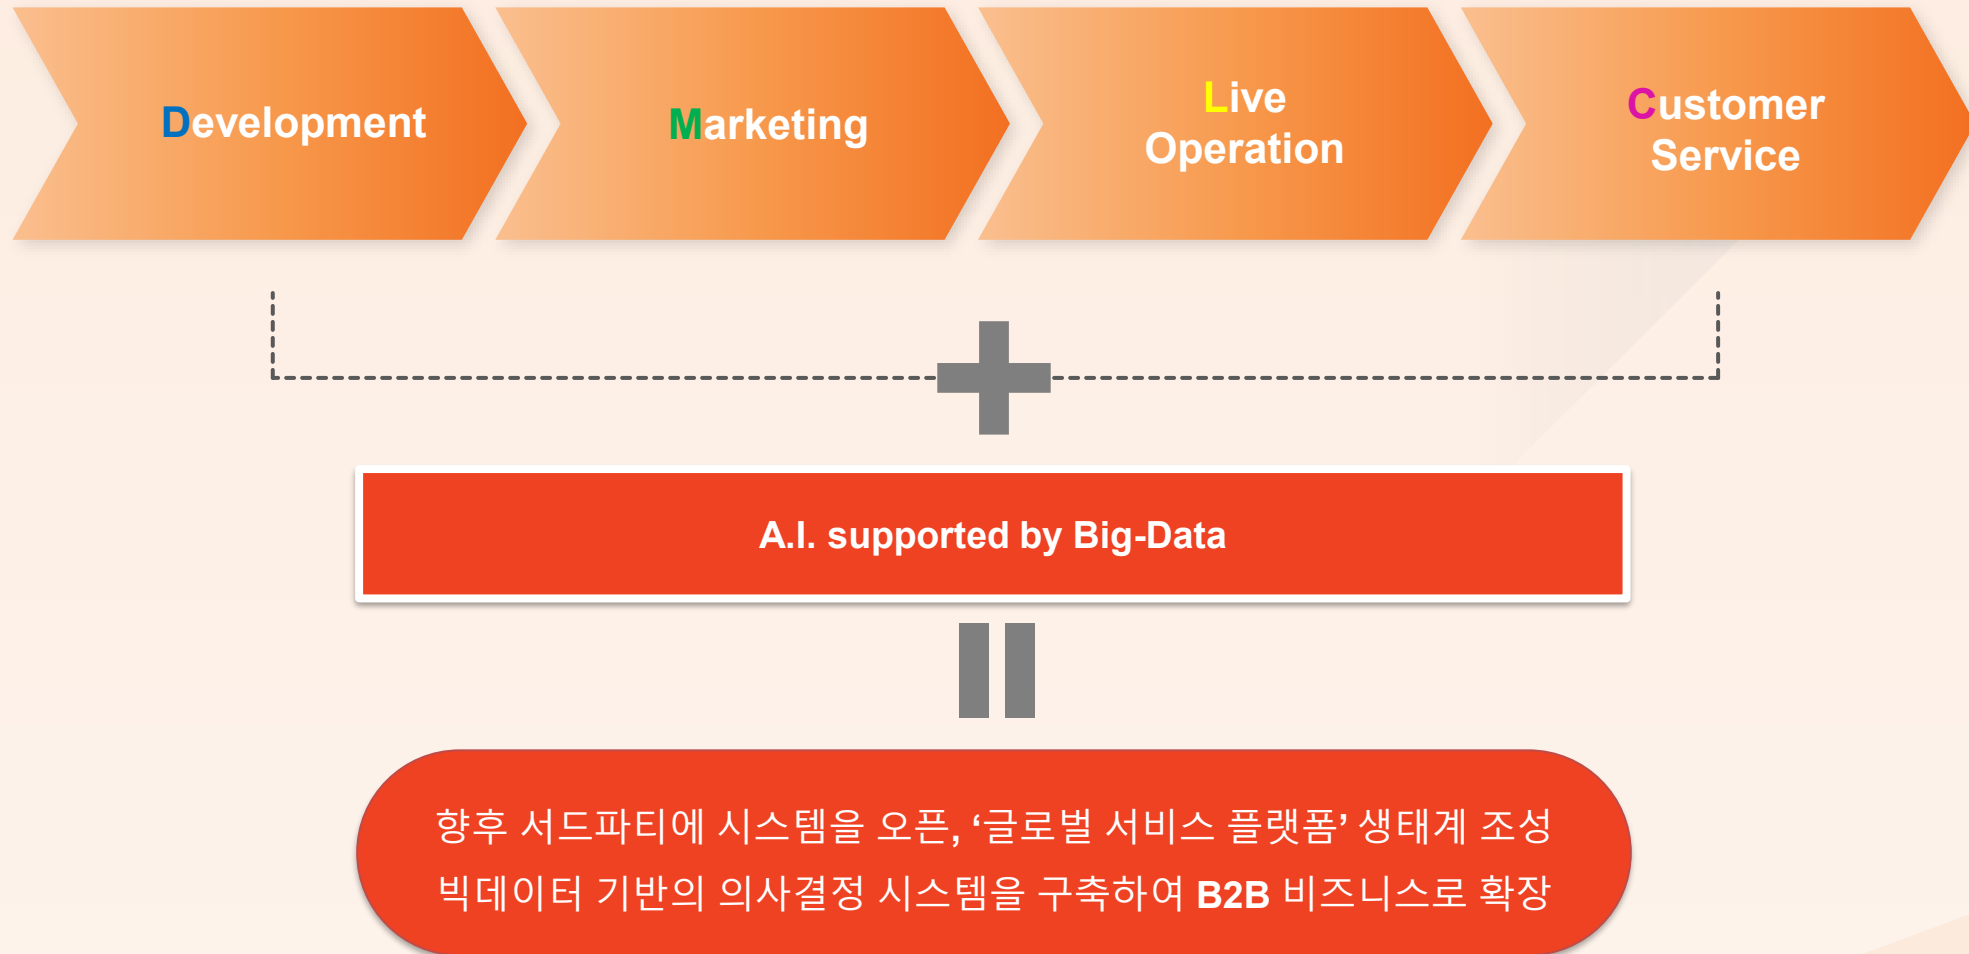 Development
Marketing
Live
Operation
Customer
Service
A.I. supported by Big-Data
향후 서드파티에 시스템을 오픈, ‘글로벌 서비스 플랫폼’ 생태계 조성
빅데이터 기반의 의사결정 시스템을 구축하여 B2B 비즈니스로 확장